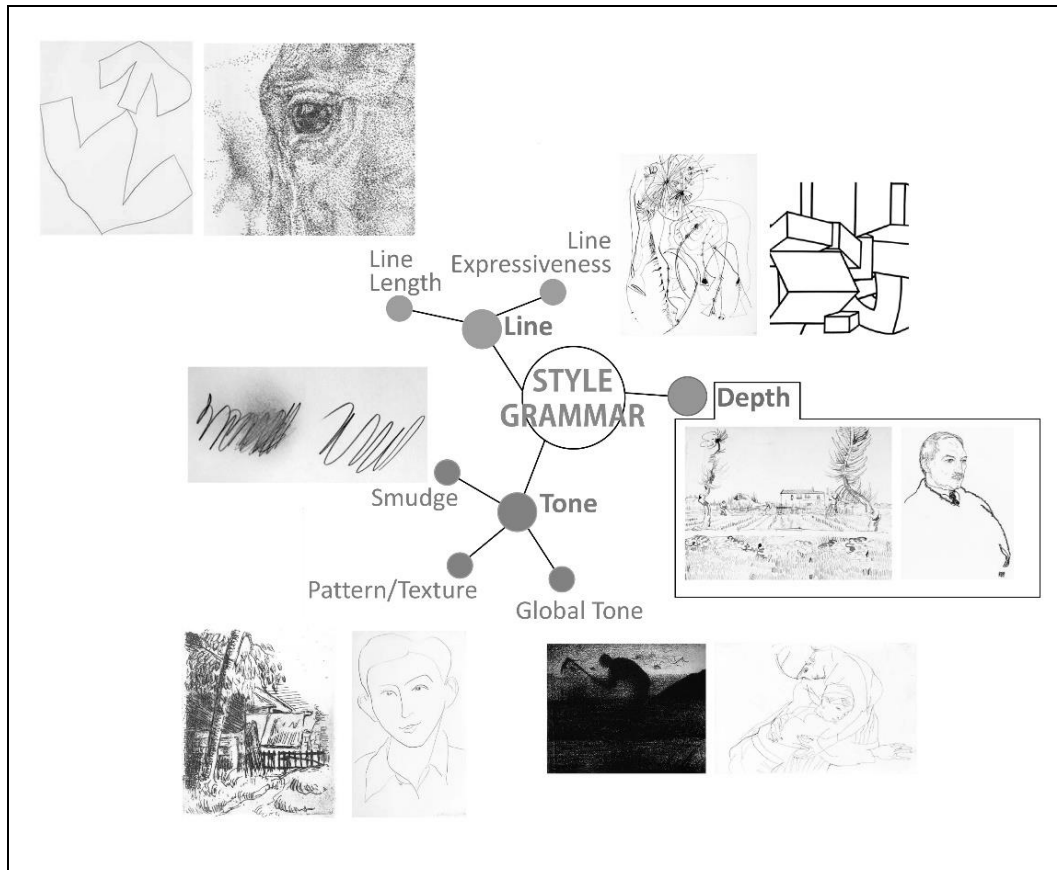 Line
Length
Line
Expressiveness
Line
STYLE
GRAMMAR
Depth
Smudge
Tone
Pattern/Texture
Global Tone